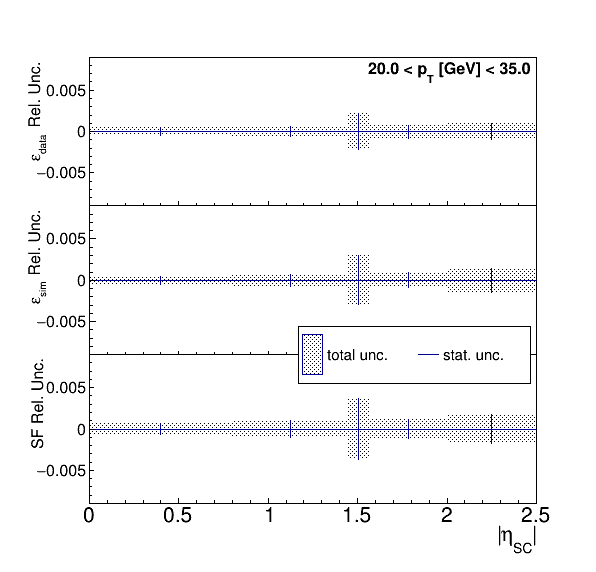 20.0 < p_T [GeV] < 35.0
ε_data Rel. Unc.
0.005
0
−0.005
ε_sim Rel. Unc.
0.005
0
−0.005
total unc. stat. unc.
SF Rel. Unc.
0.005
0
−0.005
0 0.5 1 1.5 2 2.5
|η_SC|